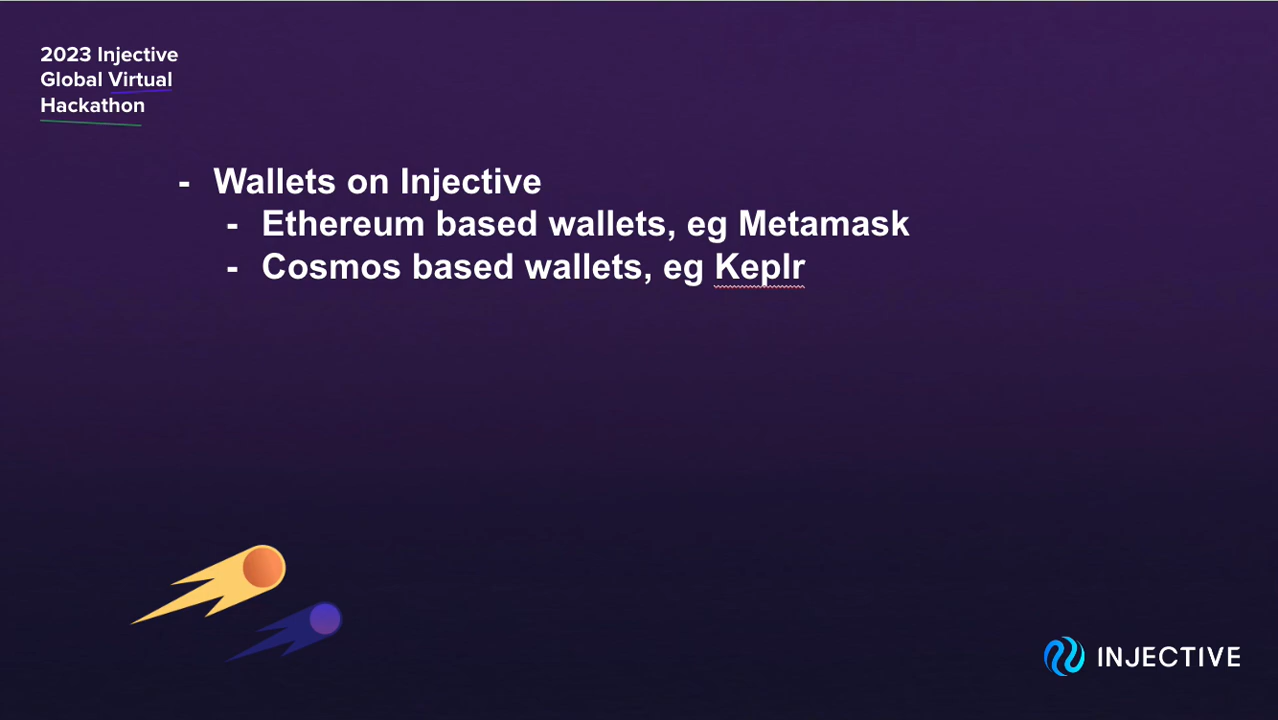 2023 Injective
Global Virtual
Hackathon
- Wallets on Injective
- Ethereum based wallets, eg Metamask
- Cosmos based wallets, eg Keplr
INJECTIVE